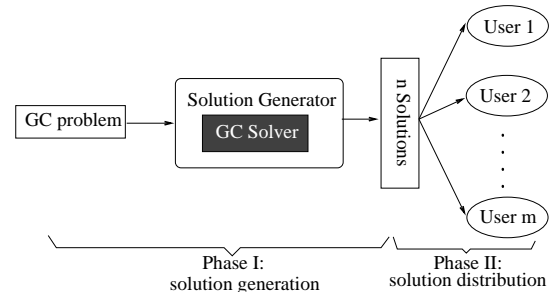 GC problem
Solution Generator
GC Solver
n Solutions
User 1
User 2
User m
Phase I:
solution generation
Phase II:
solution distribution